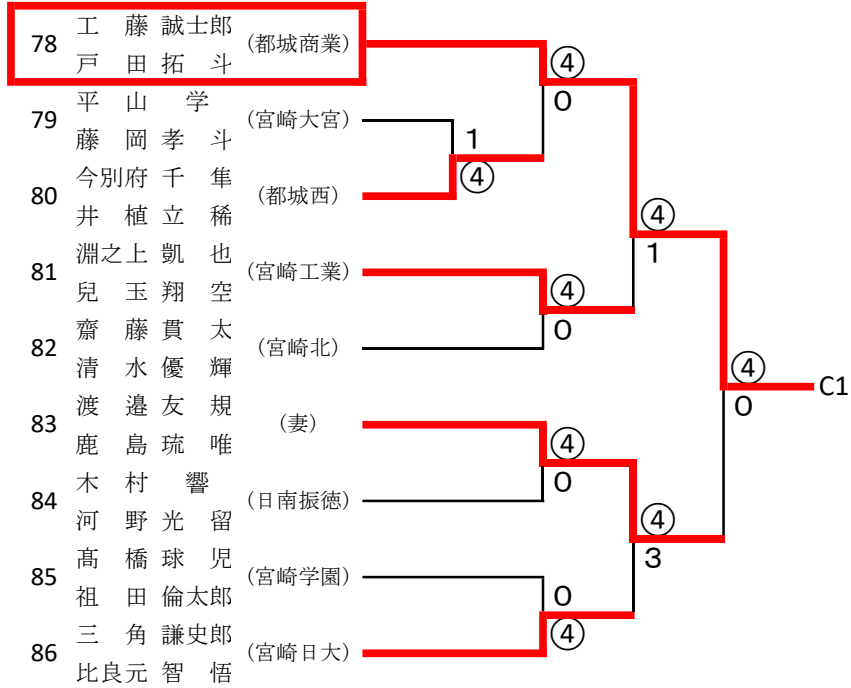 78 工 藤 誠士郎 (都城商業)
戸 田 拓 斗
④
0
79 平 山 学 (宮崎大宮)
藤 岡 孝 斗
1
④
80 今別府 千 隼 (都城西)
井 植 立 稀
④
1
81 淵之上 凱 也 (宮崎工業)
兒 玉 翔 空
④
0
82 齋 藤 貫 太 (宮崎北)
清 水 優 輝
④
0
C1
83 渡 邉 友 規 (妻)
鹿 島 琉 唯
④
0
84 木 村 響 (日南振徳)
河 野 光 留
④
3
85 髙 橋 球 児 (宮崎学園)
祖 田 倫太郎
0
④
86 三 角 謙史郎 (宮崎日大)
比良元 智 悟